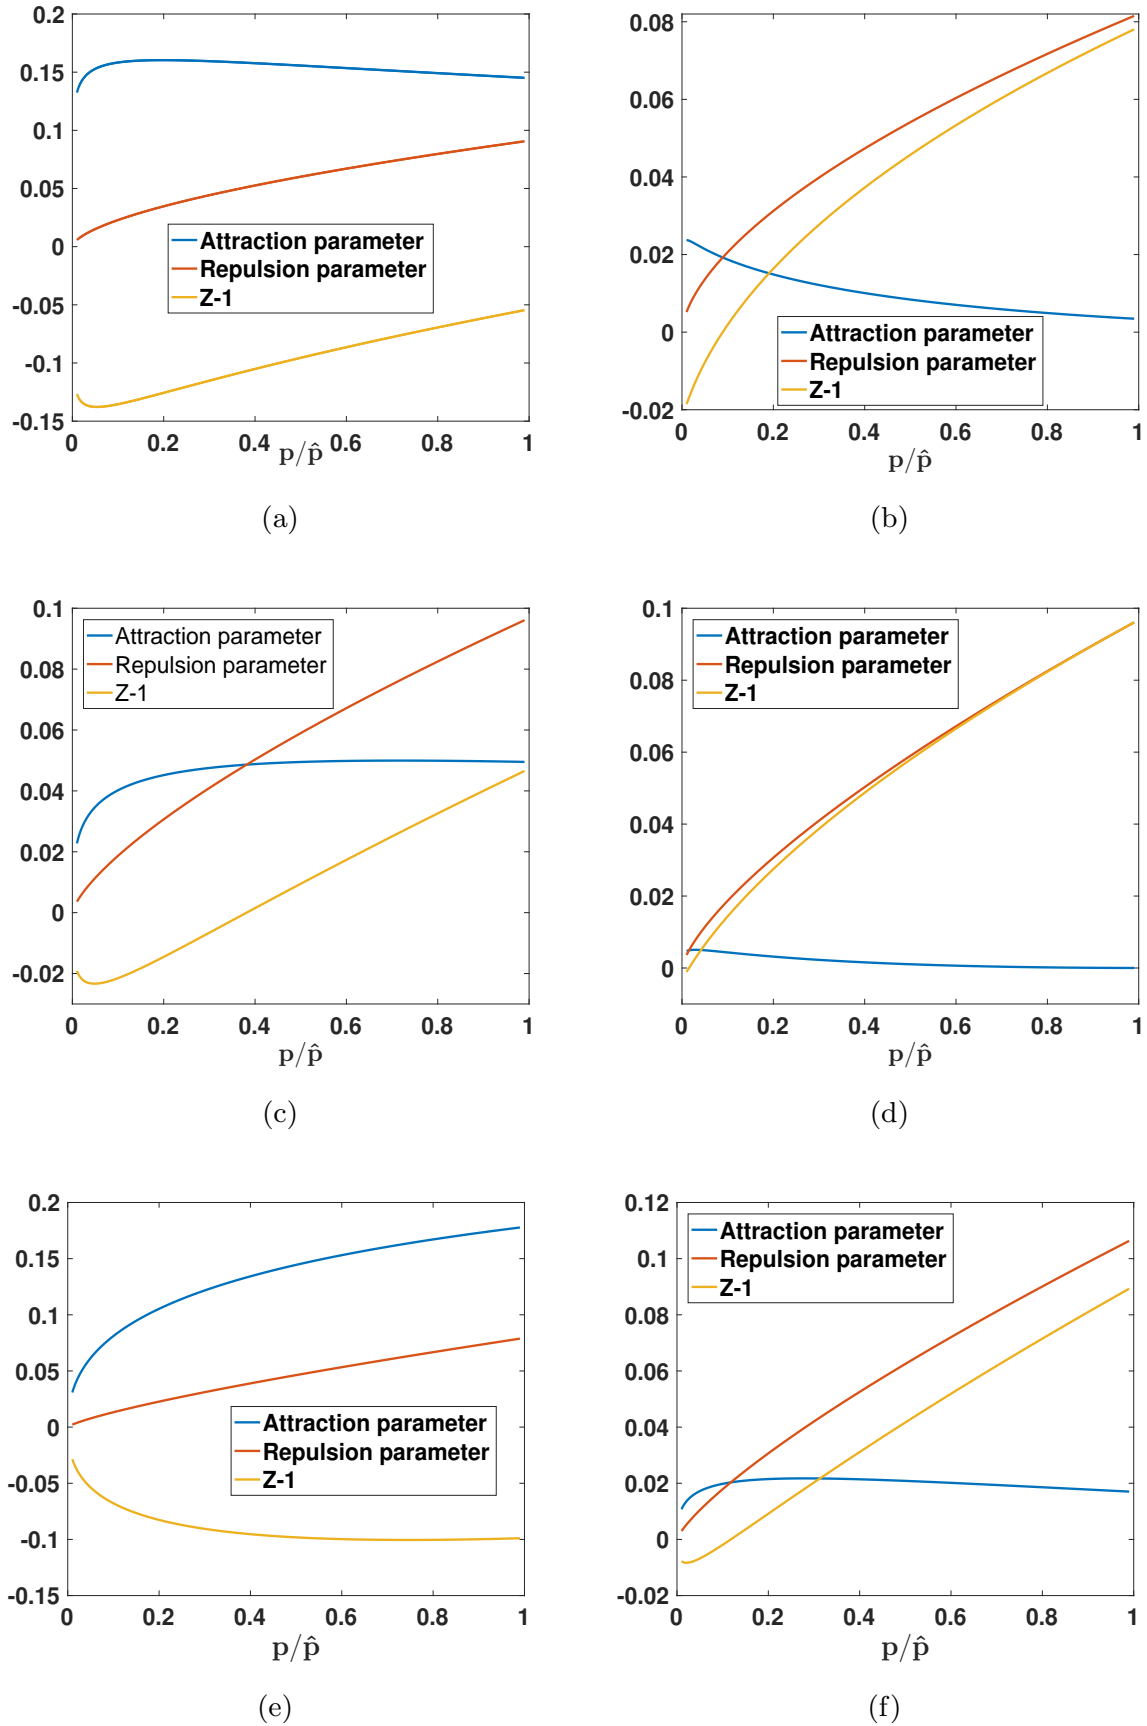 0.2
0.15
0.1
0.05
0
-0.05
-0.1
-0.15
Attraction parameter
Repulsion parameter
Z-1
0 0.2 0.4 0.6 0.8 1
p/p̂
(a)
0.08
0.06
0.04
0.02
0
-0.02
Attraction parameter
Repulsion parameter
Z-1
0 0.2 0.4 0.6 0.8 1
p/p̂
(b)
0.1
0.08
0.06
0.04
0.02
0
-0.02
Attraction parameter
Repulsion parameter
Z-1
0 0.2 0.4 0.6 0.8 1
p/p̂
(c)
0.1
0.08
0.06
0.04
0.02
0
Attraction parameter
Repulsion parameter
Z-1
0 0.2 0.4 0.6 0.8 1
p/p̂
(d)
0.2
0.15
0.1
0.05
0
-0.05
-0.1
-0.15
Attraction parameter
Repulsion parameter
Z-1
0 0.2 0.4 0.6 0.8 1
p/p̂
(e)
0.12
0.1
0.08
0.06
0.04
0.02
0
-0.02
Attraction parameter
Repulsion parameter
Z-1
0 0.2 0.4 0.6 0.8 1
p/p̂
(f)